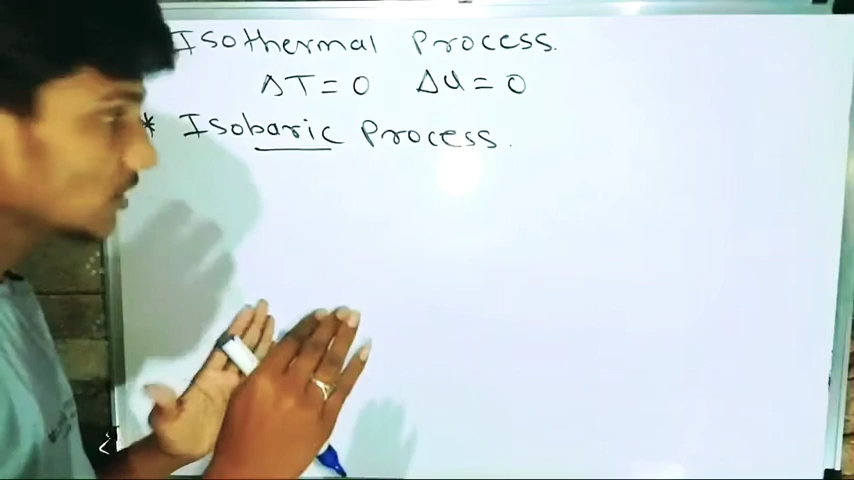 Isothermal Process.
ΔT = 0 ΔU = 0
* Isobaric Process.